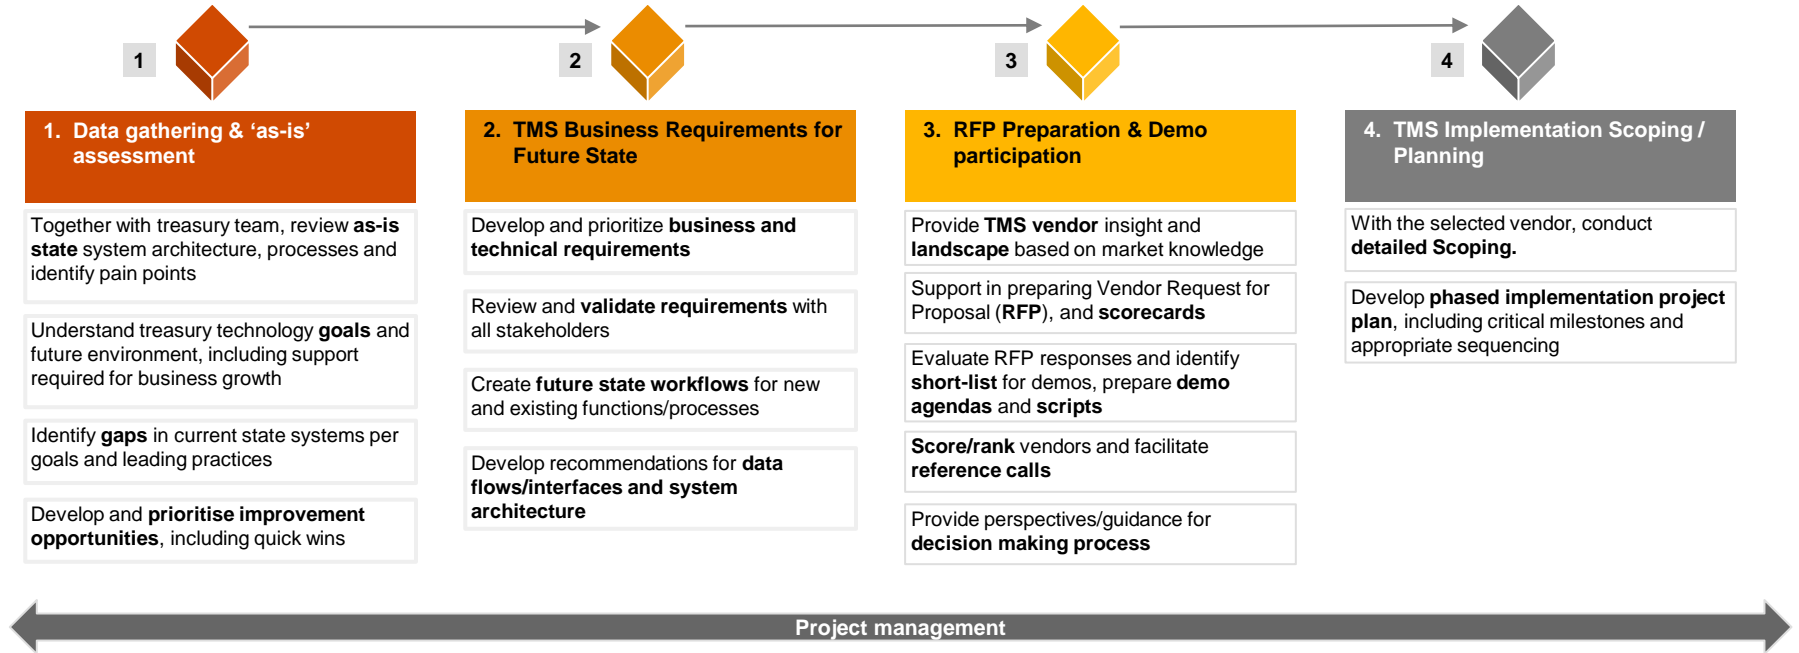 1
2
3
4
1. Data gathering & ‘as-is’
assessment
Together with treasury team, review as-is
state system architecture, processes and
identify pain points
Understand treasury technology goals and
future environment, including support
required for business growth
Identify gaps in current state systems per
goals and leading practices
Develop and prioritise improvement
opportunities, including quick wins
2. TMS Business Requirements for
Future State
Develop and prioritize business and
technical requirements
Review and validate requirements with
all stakeholders
Create future state workflows for new
and existing functions/processes
Develop recommendations for data
flows/interfaces and system
architecture
3. RFP Preparation & Demo
participation
Provide TMS vendor insight and
landscape based on market knowledge
Support in preparing Vendor Request for
Proposal (RFP), and scorecards
Evaluate RFP responses and identify
short-list for demos, prepare demo
agendas and scripts
Score/rank vendors and facilitate
reference calls
Provide perspectives/guidance for
decision making process
4. TMS Implementation Scoping /
Planning
With the selected vendor, conduct
detailed Scoping.
Develop phased implementation project
plan, including critical milestones and
appropriate sequencing
Project management